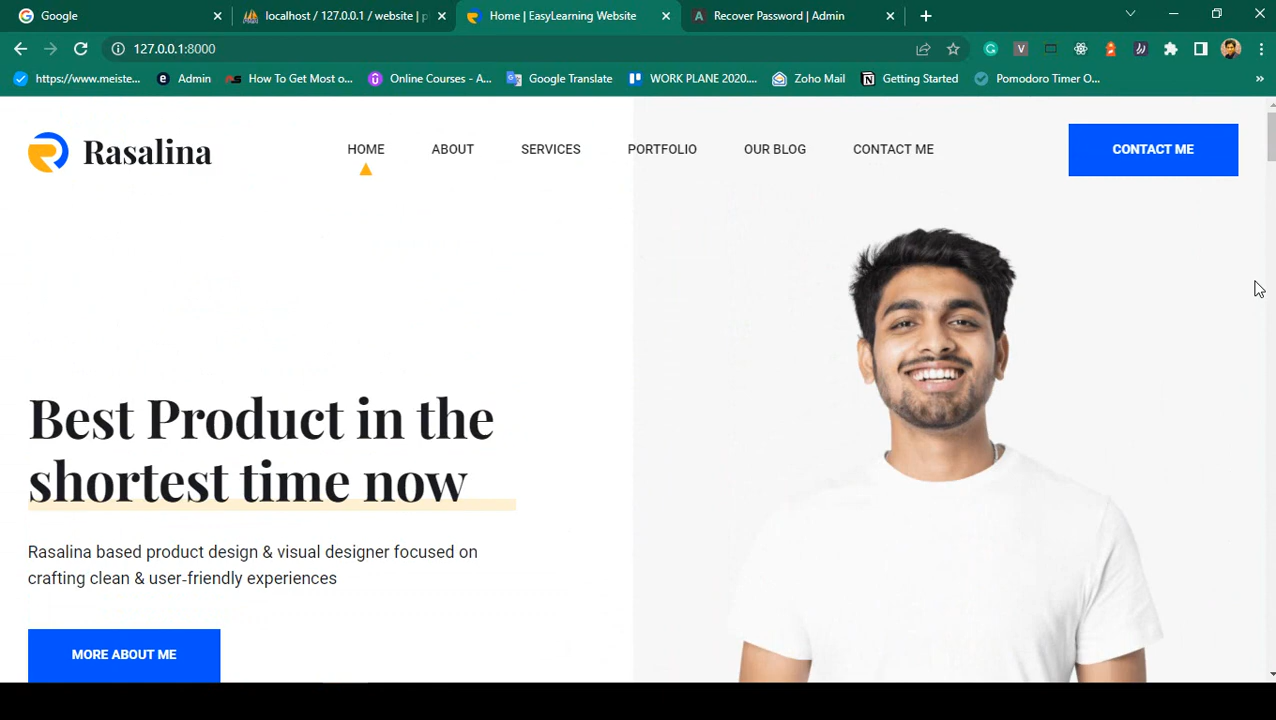 Google
localhost / 127.0.0.1 / website | p
Home | EasyLearning Website
Recover Password | Admin
127.0.0.1:8000
https://www.meiste...
Admin
How To Get Most o...
Online Courses - A...
Google Translate
WORK PLANE 2020....
Zoho Mail
Getting Started
Pomodoro Timer O...
Rasalina
HOME
ABOUT
SERVICES
PORTFOLIO
OUR BLOG
CONTACT ME
CONTACT ME
Best Product in the
shortest time now
Rasalina based product design & visual designer focused on
crafting clean & user-friendly experiences
MORE ABOUT ME